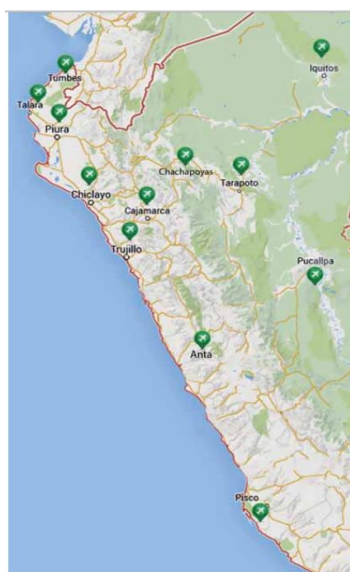 Iquitos
Tumbes
Talara
Piura
Chachapoyas
Tarapoto
Chiclayo
Cajamarca
Trujillo
Pucallpa
Anta
Pisco